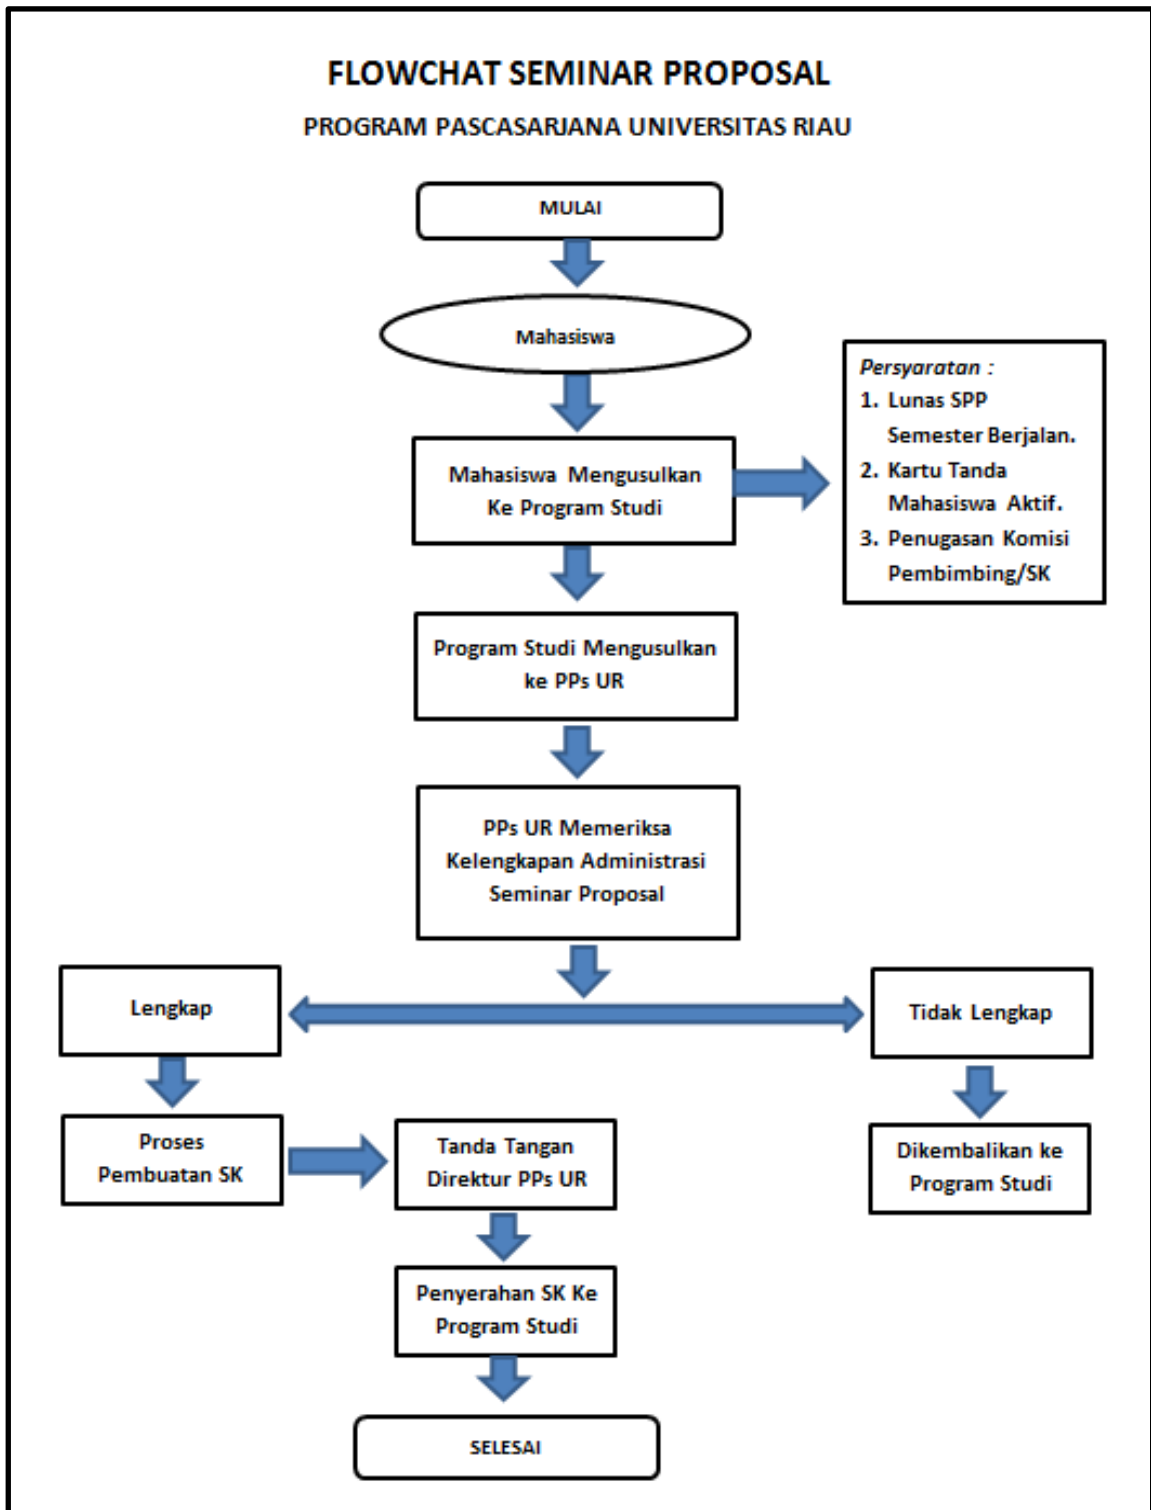 FLOWCHAT SEMINAR PROPOSAL
PROGRAM PASCASARJANA UNIVERSITAS RIAU
MULAI
Mahasiswa
Mahasiswa Mengusulkan
Ke Program Studi
Persyaratan :
1. Lunas SPP
Semester Berjalan.
2. Kartu Tanda
Mahasiswa Aktif.
3. Penugasan Komisi
Pembimbing/SK
Program Studi Mengusulkan
ke PPs UR
PPs UR Memeriksa
Kelengkapan Administrasi
Seminar Proposal
Lengkap
Tidak Lengkap
Proses
Pembuatan SK
Tanda Tangan
Direktur PPs UR
Dikembalikan ke
Program Studi
Penyerahan SK Ke
Program Studi
SELESAI